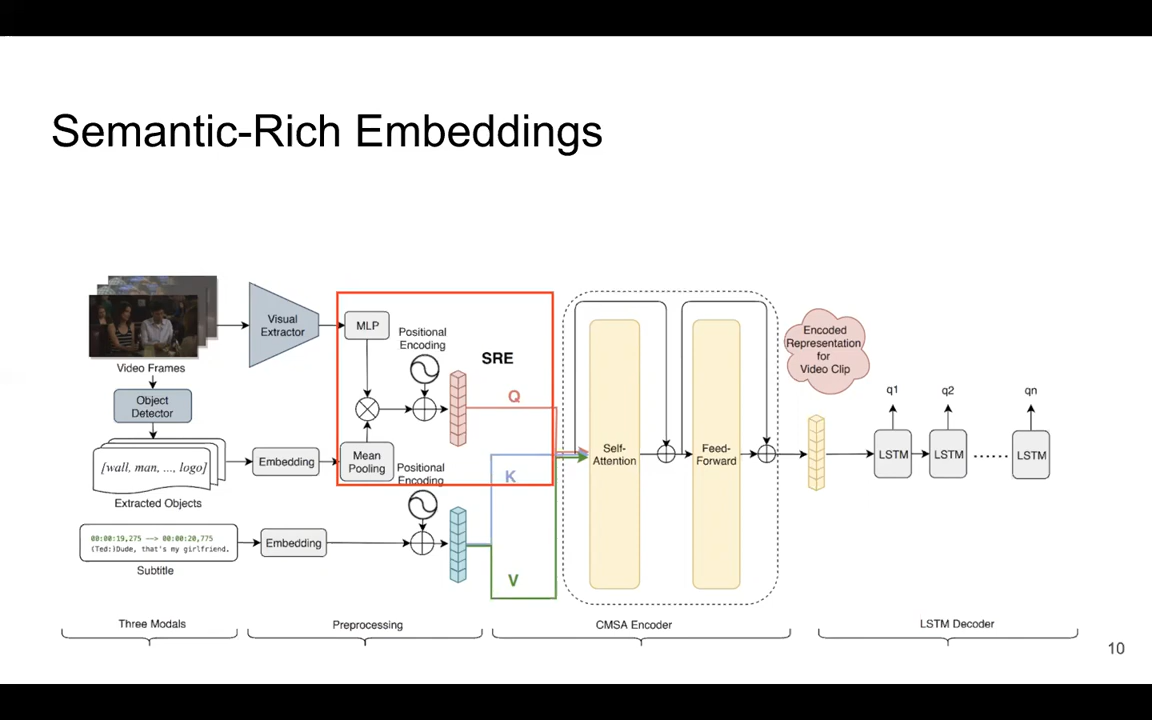 Semantic-Rich Embeddings
Video Frames
Object
Detector
[wall, man, ..., logo]
Extracted Objects
00:00:19,275 --> 00:00:20,775
(Ted:)Dude, that's my girlfriend.
Subtitle
Three Modals
Visual
Extractor
Embedding
Embedding
MLP
Mean
Pooling
Positional
Encoding
SRE
Positional
Encoding
Preprocessing
Q
K
V
Self-
Attention
Feed-
Forward
CMSA Encoder
Encoded
Representation
for
Video Clip
q1
q2
qn
LSTM
LSTM
......
LSTM
LSTM Decoder
10